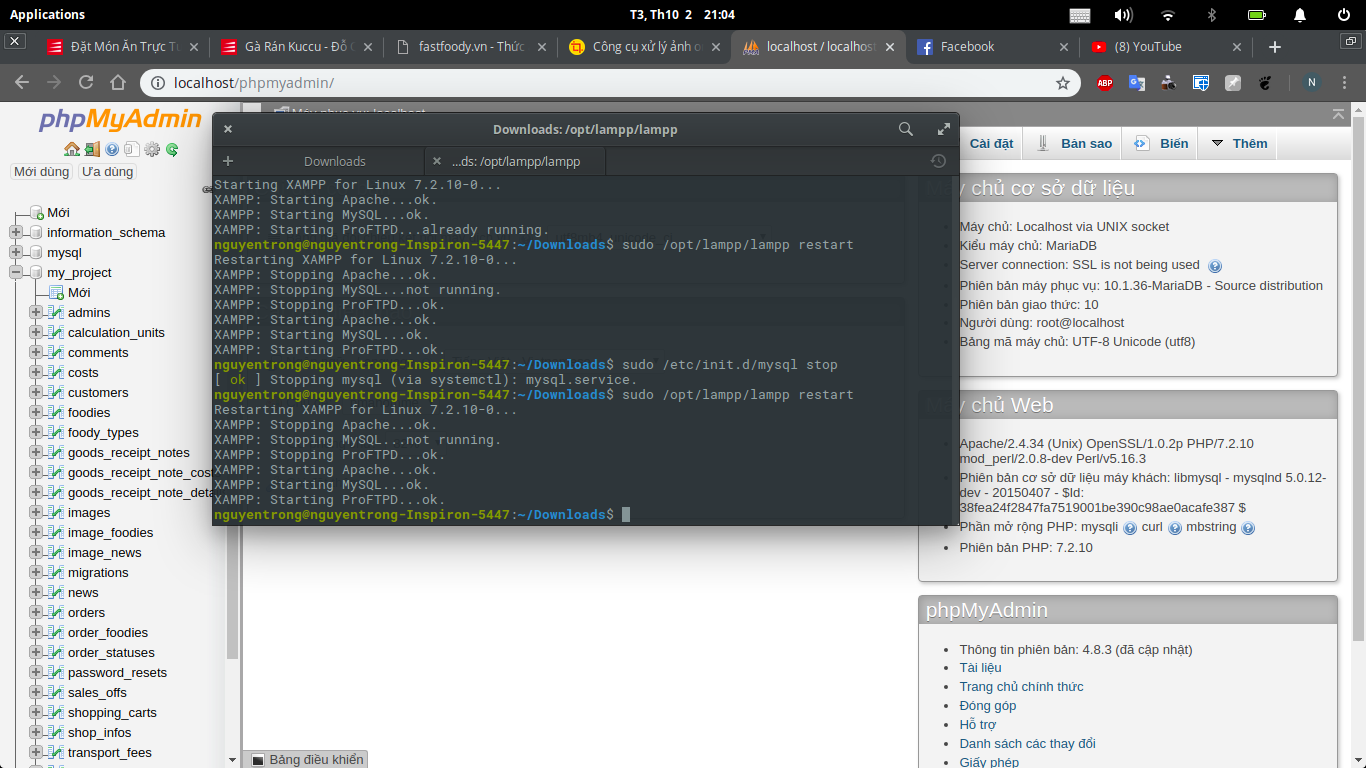 Applications
T3, Th10 2 21:04
Đặt Món Ăn Trực T
Gà Rán Kuccu - Đồ
fastfoody.vn - Thức
Công cụ xử lý ảnh o
localhost / localhost
Facebook
(8) YouTube
localhost/phpmyadmin/
ABP
N
phpMyAdmin
Mới dùng
Ưa dùng
Mới
information_schema
mysql
my_project
Mới
admins
calculation_units
comments
costs
customers
foodies
foody_types
goods_receipt_notes
goods_receipt_note_cos
goods_receipt_note_deta
images
image_foodies
image_news
migrations
news
orders
order_foodies
order_statuses
password_resets
sales_offs
shopping_carts
shop_infos
transport_fees
Máy phục vụ: localhost
Downloads: /opt/lampp/lampp
Downloads
...ds: /opt/lampp/lampp
Starting XAMPP for Linux 7.2.10-0...
XAMPP: Starting Apache...ok.
XAMPP: Starting MySQL...ok.
XAMPP: Starting ProFTPD...already running.
nguyentrong@nguyentrong-Inspiron-5447:~/Downloads$ sudo /opt/lampp/lampp restart
Restarting XAMPP for Linux 7.2.10-0...
XAMPP: Stopping Apache...ok.
XAMPP: Stopping MySQL...not running.
XAMPP: Stopping ProFTPD...ok.
XAMPP: Starting Apache...ok.
XAMPP: Starting MySQL...ok.
XAMPP: Starting ProFTPD...ok.
nguyentrong@nguyentrong-Inspiron-5447:~/Downloads$ sudo /etc/init.d/mysql stop
[ ok ] Stopping mysql (via systemctl): mysql.service.
nguyentrong@nguyentrong-Inspiron-5447:~/Downloads$ sudo /opt/lampp/lampp restart
Restarting XAMPP for Linux 7.2.10-0...
XAMPP: Stopping Apache...ok.
XAMPP: Stopping MySQL...not running.
XAMPP: Stopping ProFTPD...ok.
XAMPP: Starting Apache...ok.
XAMPP: Starting MySQL...ok.
XAMPP: Starting ProFTPD...ok.
nguyentrong@nguyentrong-Inspiron-5447:~/Downloads$
Cài đặt
Bản sao
Biến
Thêm
Máy chủ cơ sở dữ liệu
Máy chủ: Localhost via UNIX socket
Kiểu máy chủ: MariaDB
Server connection: SSL is not being used
Phiên bản máy phục vụ: 10.1.36-MariaDB - Source distribution
Phiên bản giao thức: 10
Người dùng: root@localhost
Bảng mã máy chủ: UTF-8 Unicode (utf8)
Máy chủ Web
Apache/2.4.34 (Unix) OpenSSL/1.0.2p PHP/7.2.10
mod_perl/2.0.8-dev Perl/v5.16.3
Phiên bản cơ sở dữ liệu máy khách: libmysql - mysqlnd 5.0.12-
dev - 20150407 - $Id:
38fea24f2847fa7519001be390c98ae0acafe387 $
Phần mở rộng PHP: mysqli curl mbstring
Phiên bản PHP: 7.2.10
phpMyAdmin
Thông tin phiên bản: 4.8.3 (đã cập nhật)
Tài liệu
Trang chủ chính thức
Đóng góp
Hỗ trợ
Danh sách các thay đổi
Giấy phép
Bảng điều khiển